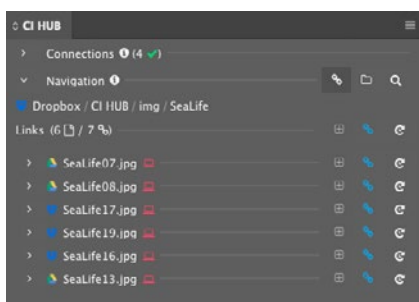 CI HUB
Connections (4 ✓)
Navigation
Dropbox / CI HUB / img / SeaLife
Links (6 / 7)
SeaLife07.jpg
SeaLife08.jpg
SeaLife17.jpg
SeaLife19.jpg
SeaLife16.jpg
SeaLife13.jpg